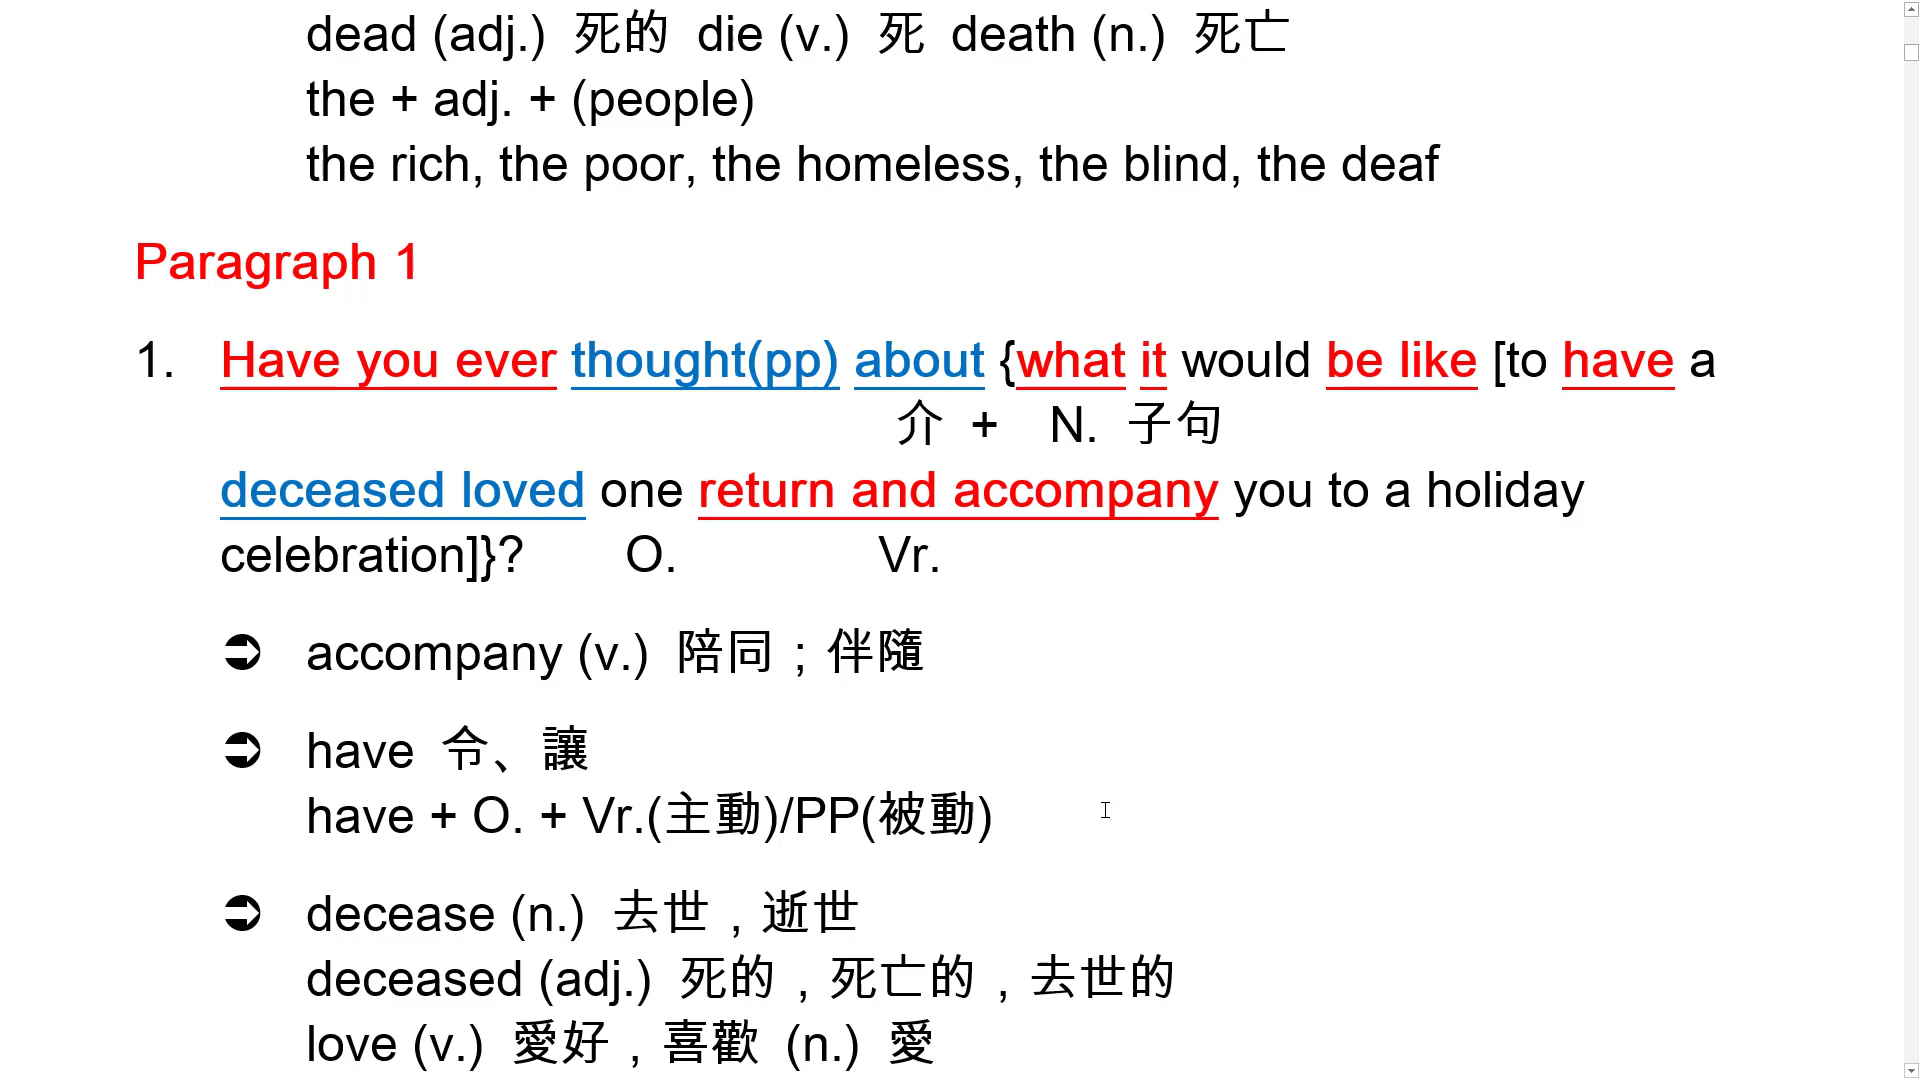 dead (adj.) 死的 die (v.) 死 death (n.) 死亡
the + adj. + (people)
the rich, the poor, the homeless, the blind, the deaf
Paragraph 1
1. Have you ever thought(pp) about {what it would be like [to have a
介 + N. 子句
deceased loved one return and accompany you to a holiday
celebration]}? O. Vr.
➲ accompany (v.) 陪同；伴隨
➲ have 令、讓
have + O. + Vr.(主動)/PP(被動)
➲ decease (n.) 去世，逝世
deceased (adj.) 死的，死亡的，去世的
love (v.) 愛好，喜歡 (n.) 愛